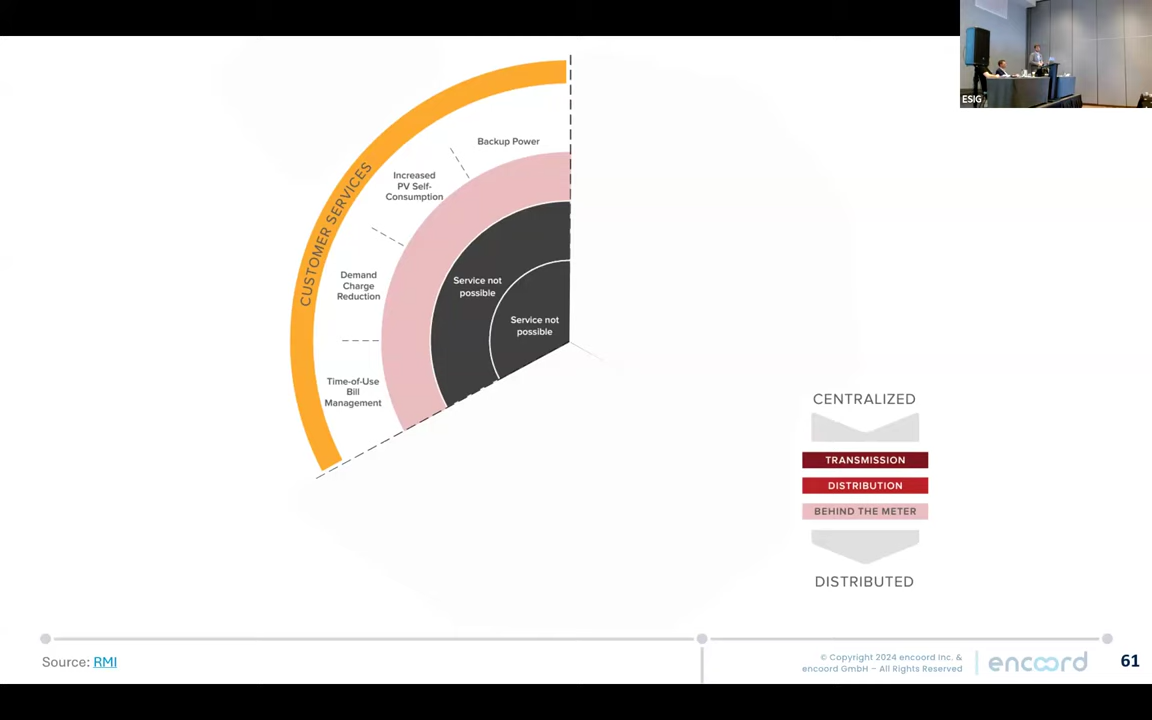 ESIG
CUSTOMER SERVICES
Backup Power
Increased
PV Self-
Consumption
Demand
Charge
Reduction
Time-of-Use
Bill
Management
Service not
possible
Service not
possible
CENTRALIZED
TRANSMISSION
DISTRIBUTION
BEHIND THE METER
DISTRIBUTED
Source: RMI
© Copyright 2024 encoord Inc. &
encoord GmbH – All Rights Reserved
encoord
61